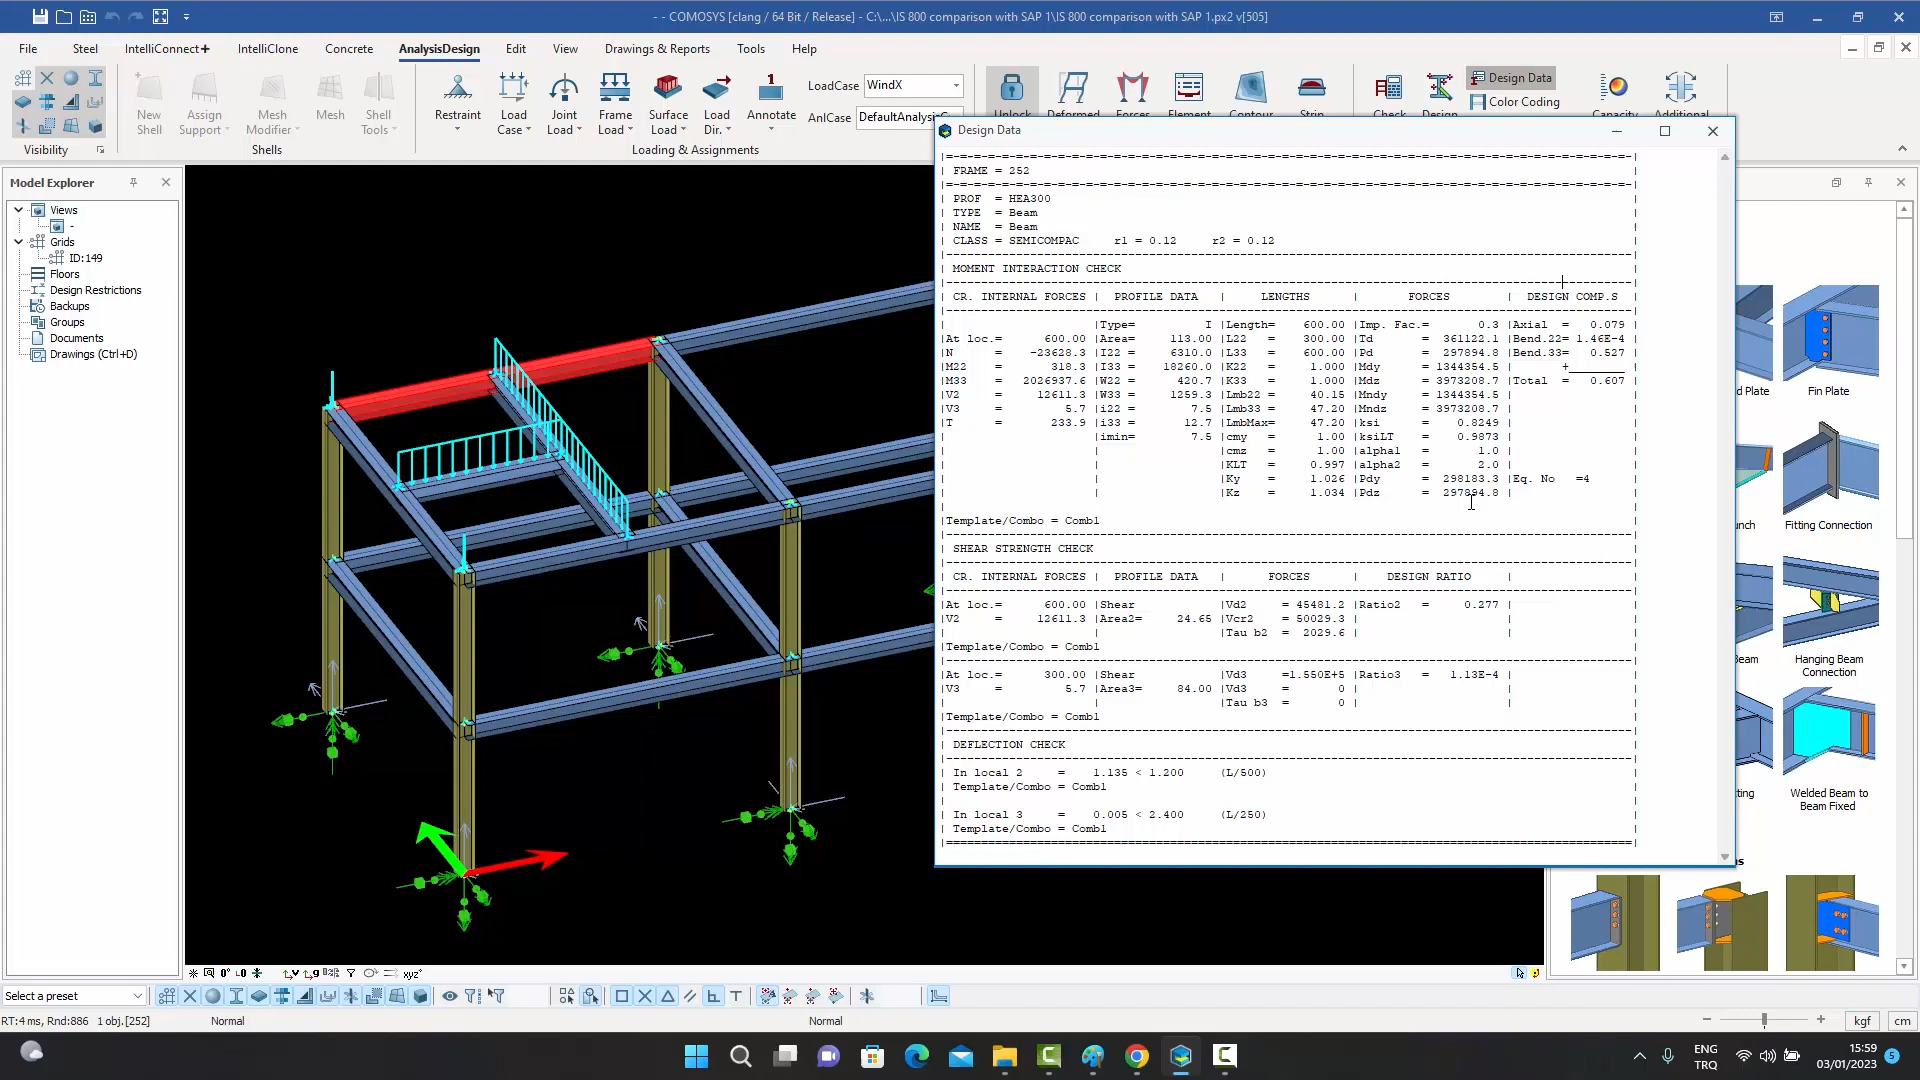 - - COMOSYS [clang / 64 Bit / Release] - C:\...\IS 800 comparison with SAP 1\IS 800 comparison with SAP 1.px2 v[505]
File Steel IntelliConnect+ IntelliClone Concrete AnalysisDesign Edit View Drawings & Reports Tools Help
New Shell
Assign Support
Mesh Modifier
Mesh
Shell Tools
Restraint
Load Case
Joint Load
Frame Load
Surface Load
Load Dir.
Annotate
LoadCase WindX
AnlCase
Unlock Deformed Forces Element Contour Strip
Check Design
Design Data
Color Coding
Capacity Additional
Visibility Shells Loading & Assignments
Model Explorer
Views
-
Grids
ID:149
Floors
Design Restrictions
Backups
Groups
Documents
Drawings (Ctrl+D)
Design Data
FRAME = 252
PROF = HEA300
TYPE = Beam
NAME = Beam
CLASS = SEMICOMPAC r1 = 0.12 r2 = 0.12
MOMENT INTERACTION CHECK
CR. INTERNAL FORCES | PROFILE DATA | LENGTHS | FORCES | DESIGN COMP.S
|Type= I |Length= 600.00 |Imp. Fac.= 0.3 |Axial = 0.079
At loc.= 600.00 |Area= 113.00 |L22 = 300.00 |Td = 361122.1 |Bend.22= 1.46E-4
N = -23628.3 |I22 = 6310.0 |L33 = 600.00 |Pd = 297894.8 |Bend.33= 0.527
M22 = 318.3 |I33 = 18260.0 |K22 = 1.000 |Mdy = 1344354.5 | +________
M33 = 2026937.6 |W22 = 420.7 |K33 = 1.000 |Mdz = 3973208.7 |Total = 0.607
V2 = 12611.3 |W33 = 1259.3 |Lmb22 = 40.15 |Mndy = 1344354.5 |
V3 = 5.7 |i22 = 7.5 |Lmb33 = 47.20 |Mndz = 3973208.7 |
T = 233.9 |i33 = 12.7 |LmbMax= 47.20 |ksi = 0.8249 |
|imin= 7.5 |cmy = 1.00 |ksiLT = 0.9873 |
|cmz = 1.00 |alpha1 = 1.0 |
|KLT = 0.997 |alpha2 = 2.0 |
|Ky = 1.026 |Pdy = 298183.3 |Eq. No =4
|Kz = 1.034 |Pdz = 297894.8 |
Template/Combo = Comb1
SHEAR STRENGTH CHECK
CR. INTERNAL FORCES | PROFILE DATA | FORCES | DESIGN RATIO |
At loc.= 600.00 |Shear |Vd2 = 45481.2 |Ratio2 = 0.277 |
V2 = 12611.3 |Area2= 24.65 |Vcr2 = 50029.3 |
|Tau b2 = 2029.6 |
Template/Combo = Comb1
At loc.= 300.00 |Shear |Vd3 =1.550E+5 |Ratio3 = 1.13E-4 |
V3 = 5.7 |Area3= 84.00 |Vd3 = 0 |
|Tau b3 = 0 |
Template/Combo = Comb1
DEFLECTION CHECK
In local 2 = 1.135 < 1.200 (L/500)
Template/Combo = Comb1
In local 3 = 0.005 < 2.400 (L/250)
Template/Combo = Comb1
Plate Fin Plate
Fitting Connection
Beam Hanging Beam Connection
Welded Beam to Beam Fixed
Select a preset
RT:4 ms, Rnd:886 1 obj.[252] Normal Normal kgf cm
ENG TRQ
15:59
03/01/2023
5